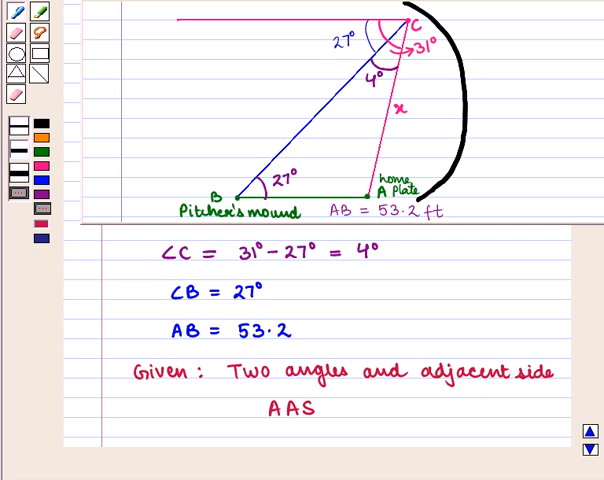 C
27°
31°
4°
x
27°
home
B
A Plate
Pitcher's mound
AB = 53.2 ft
∠C = 31° - 27° = 4°
∠B = 27°
AB = 53.2
Given : Two angles and adjacent side
AAS